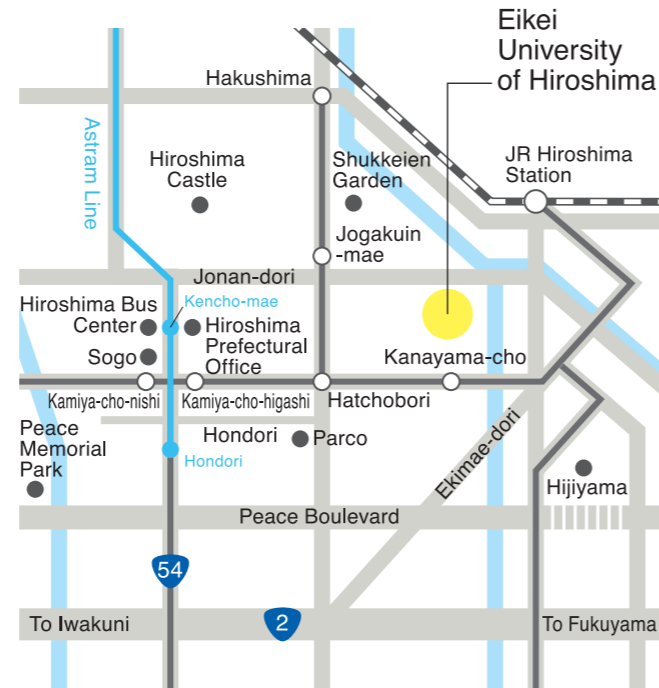 Eikei
University
of Hiroshima
Hakushima
Astram Line
Hiroshima
Castle
Shukkeien
Garden
JR Hiroshima
Station
Jogakuin
-mae
Jonan-dori
Hiroshima Bus
Center
Kencho-mae
Hiroshima
Prefectural
Office
Sogo
Kanayama-cho
Kamiya-cho-nishi
Kamiya-cho-higashi
Hatchobori
Peace
Memorial
Park
Hondori
Parco
Hondori
Ekimae-dori
Hijiyama
Peace Boulevard
54
To Iwakuni
2
To Fukuyama